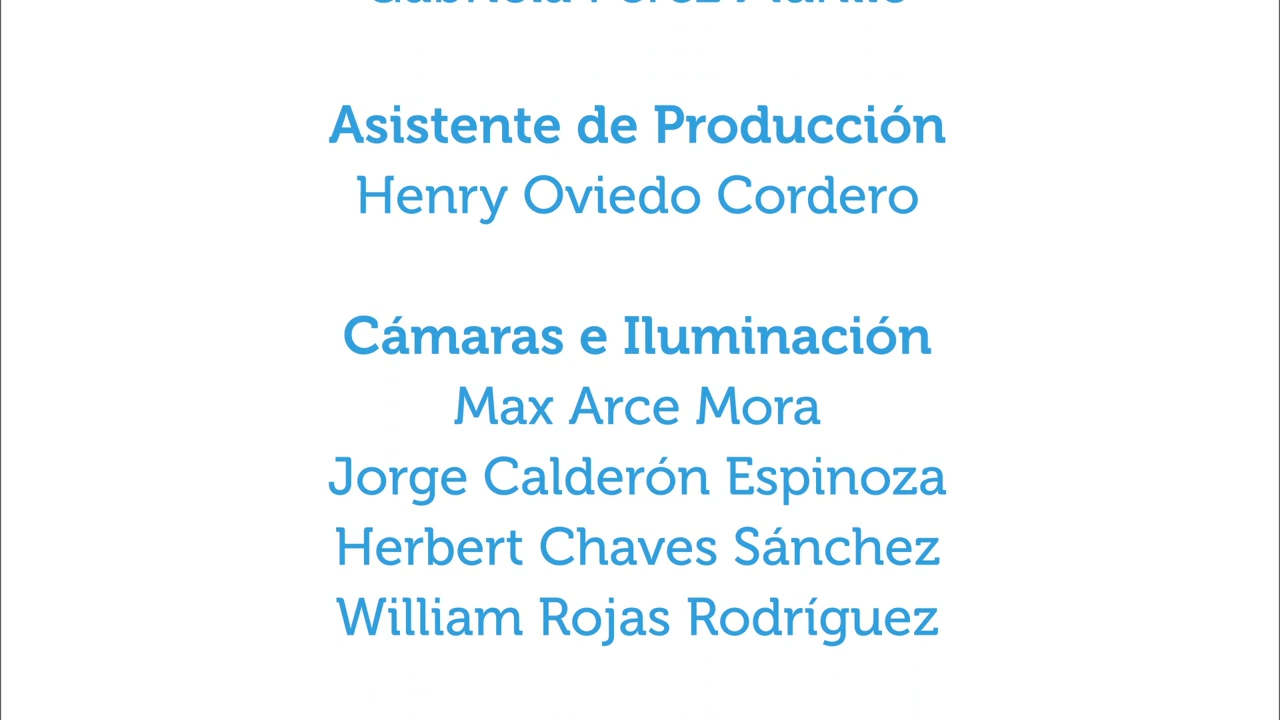 Asistente de Producción
Henry Oviedo Cordero
Cámaras e Iluminación
Max Arce Mora
Jorge Calderón Espinoza
Herbert Chaves Sánchez
William Rojas Rodríguez